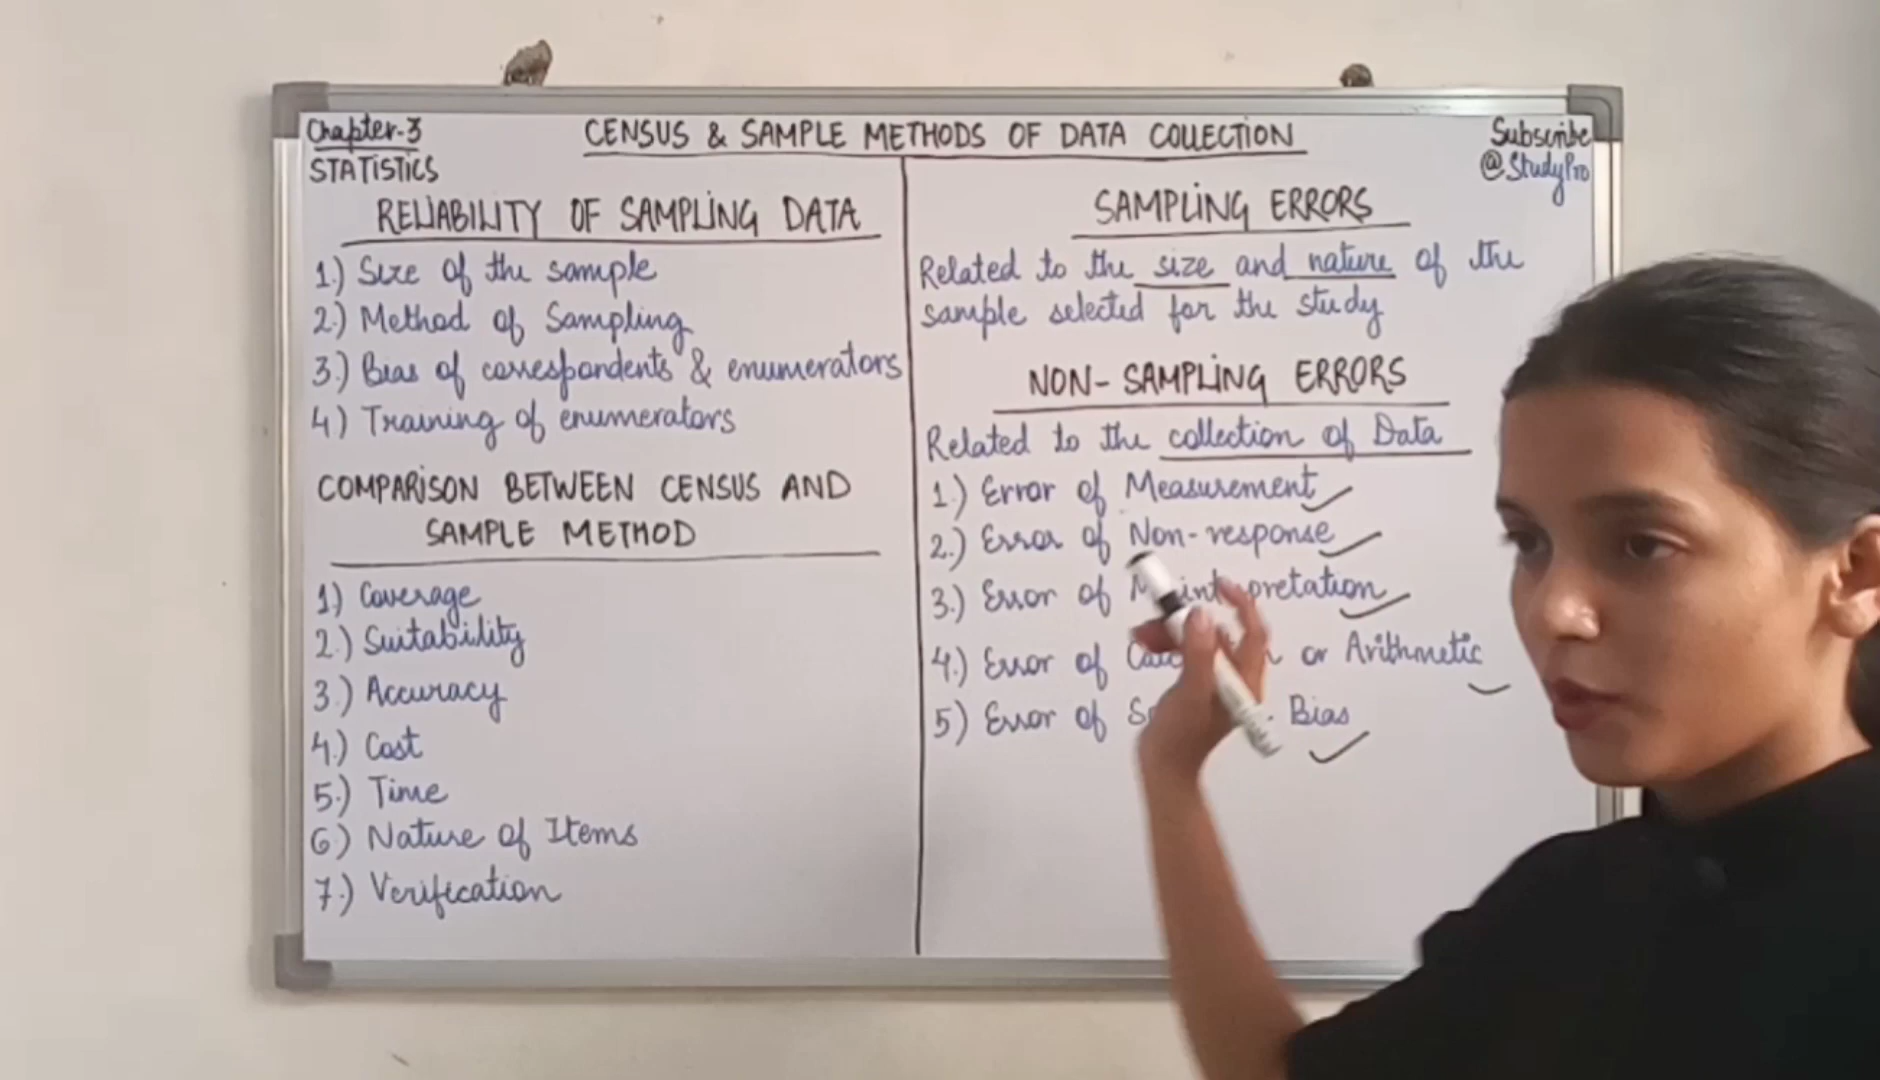 Chapter-3
STATISTICS
CENSUS & SAMPLE METHODS OF DATA COLLECTION
Subscribe
@StudyPro
RELIABILITY OF SAMPLING DATA
1.) Size of the sample
2.) Method of Sampling
3.) Bias of correspondents & enumerators
4.) Training of enumerators
COMPARISON BETWEEN CENSUS AND
SAMPLE METHOD
1.) Coverage
2.) Suitability
3.) Accuracy
4.) Cost
5.) Time
6) Nature of Items
7.) Verification
SAMPLING ERRORS
Related to the size and nature of the
sample selected for the study
NON-SAMPLING ERRORS
Related to the collection of Data
1.) Error of Measurement
2.) Error of Non-response
3.) Error of
4.) Error of or Arithmetic
5) Error of Bias